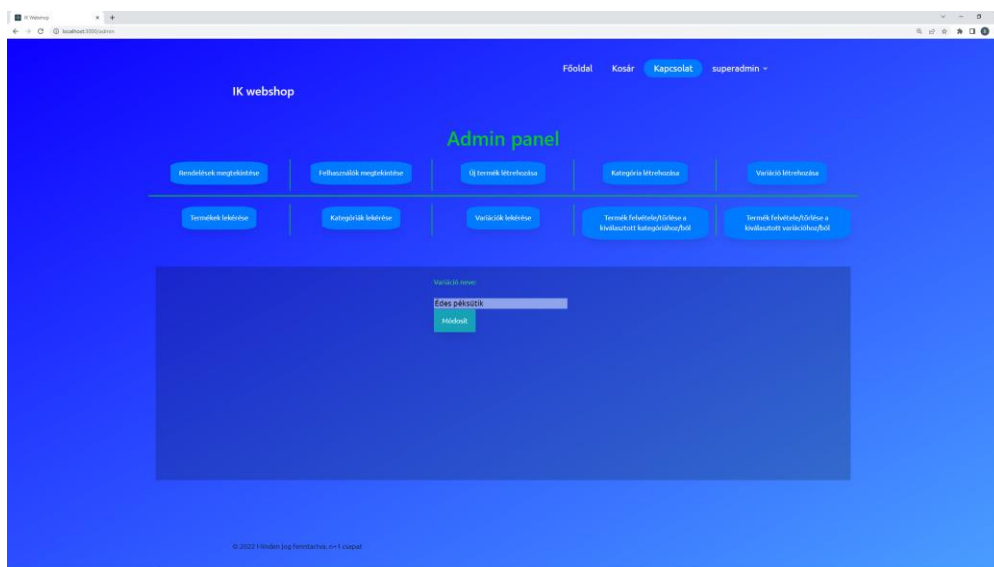 IK Webshop
localhost:3000/admin
Főoldal Kosár Kapcsolat superadmin
IK webshop
Admin panel
Rendelések megtekintése Felhasználók megtekintése Új termék létrehozása Kategória létrehozása Variáció létrehozása
Termékek lekérése Kategóriák lekérése Variációk lekérése Termék felvétele/törlése a Termék felvétele/törlése a
kiválasztott kategóriához/ból kiválasztott variációhoz/ból
Variáció neve:
Édes péksütik
Módosít
© 2022 Minden jog fenntartva, n+1 csapat